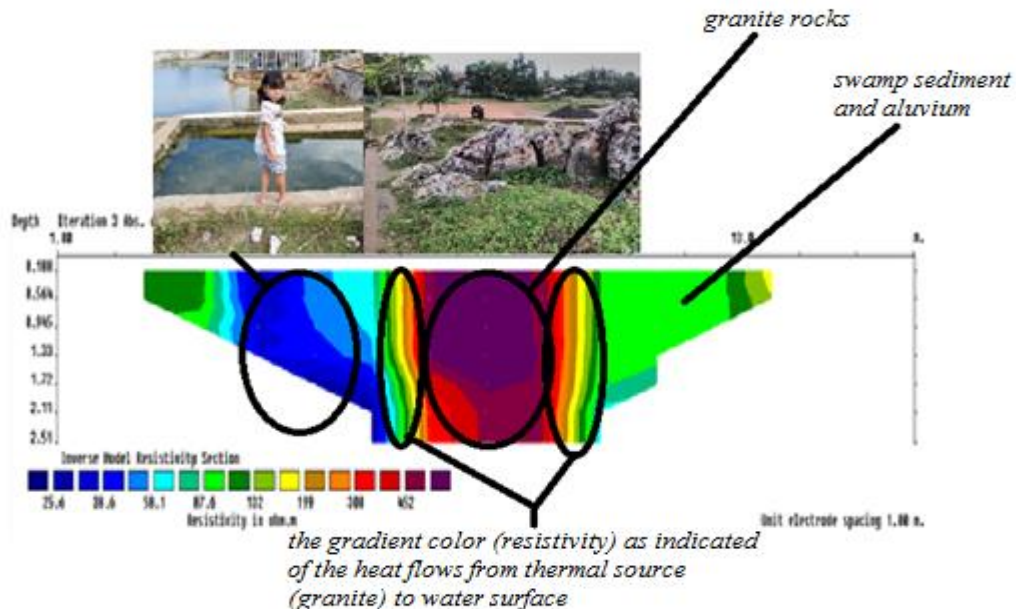 granite rocks
swamp sediment
and aluvium
Depth Iteration 3 Abs.
1.00 13.0 m.
0.180
0.564
0.945
1.33
1.72
2.11
2.51
Inverse Model Resistivity Section
25.4 38.6 58.1 87.6 132 199 300 452
Resistivity in ohm.m
Unit electrode spacing 1.00 m.
the gradient color (resistivity) as indicated
of the heat flows from thermal source
(granite) to water surface